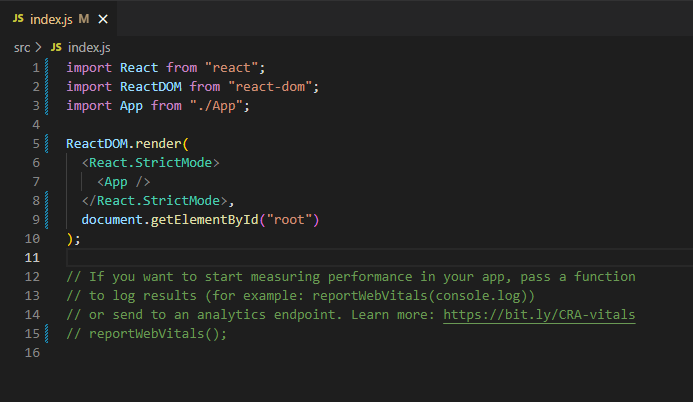 JS index.js M ×
src > JS index.js
1 import React from "react";
2 import ReactDOM from "react-dom";
3 import App from "./App";
4
5 ReactDOM.render(
6   <React.StrictMode>
7     <App />
8   </React.StrictMode>,
9   document.getElementById("root")
10 );
11
12 // If you want to start measuring performance in your app, pass a function
13 // to log results (for example: reportWebVitals(console.log))
14 // or send to an analytics endpoint. Learn more: https://bit.ly/CRA-vitals
15 // reportWebVitals();
16